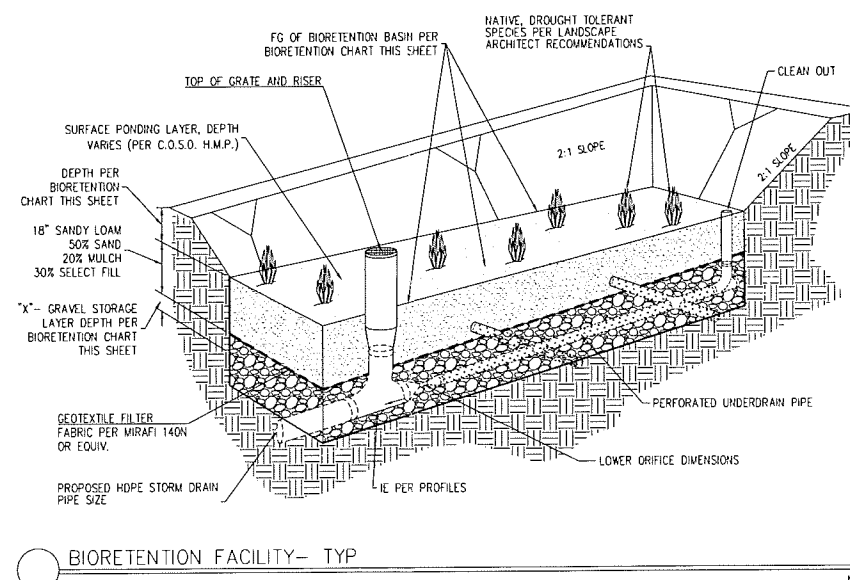 FG OF BIORETENTION BASIN PER
BIORETENTION CHART THIS SHEET
NATIVE, DROUGHT TOLERANT
SPECIES PER LANDSCAPE
ARCHITECT RECOMMENDATIONS
CLEAN OUT
TOP OF GRATE AND RISER
SURFACE PONDING LAYER, DEPTH
VARIES (PER C.O.S.O. H.M.P.)
2:1 SLOPE
2:1 SLOPE
DEPTH PER
BIORETENTION
CHART THIS SHEET
18" SANDY LOAM
50% SAND
20% MULCH
30% SELECT FILL
"X"- GRAVEL STORAGE
LAYER DEPTH PER
BIORETENTION CHART
THIS SHEET
GEOTEXTILE FILTER
FABRIC PER MIRAFI 140N
OR EQUIV.
PERFORATED UNDERDRAIN PIPE
LOWER ORIFICE DIMENSIONS
PROPOSED HDPE STORM DRAIN
PIPE SIZE
IE PER PROFILES
BIORETENTION FACILITY- TYP